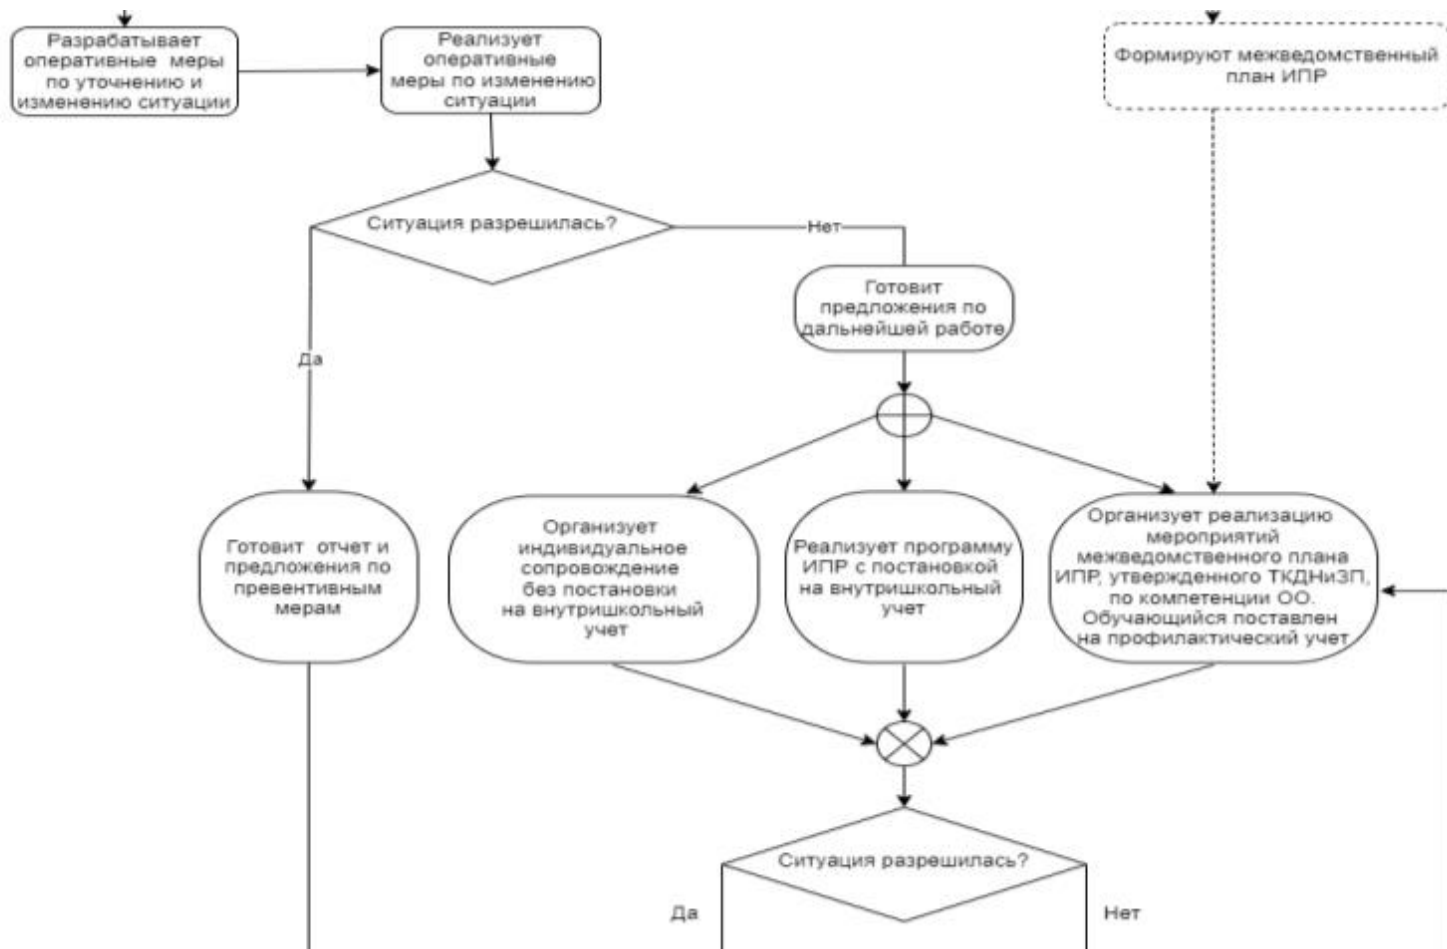 Разрабатывает
оперативные меры
по уточнению и
изменению ситуации
Реализует
оперативные
меры по изменению
ситуации
Формируют межведомственный
план ИПР
Ситуация разрешилась?
Нет
Готовит
предложения по
дальнейшей работе
Да
Готовит отчет и
предложения по
превентивным
мерам
Организует
индивидуальное
сопровождение
без постановки
на внутришкольный
учет
Реализует программу
ИПР с постановкой
на внутришкольный
учет
Организует реализацию
мероприятий
межведомственного плана
ИПР, утвержденного ТКДНиЗП,
по компетенции ОО.
Обучающийся поставлен
на профилактический учет
Ситуация разрешилась?
Да
Нет